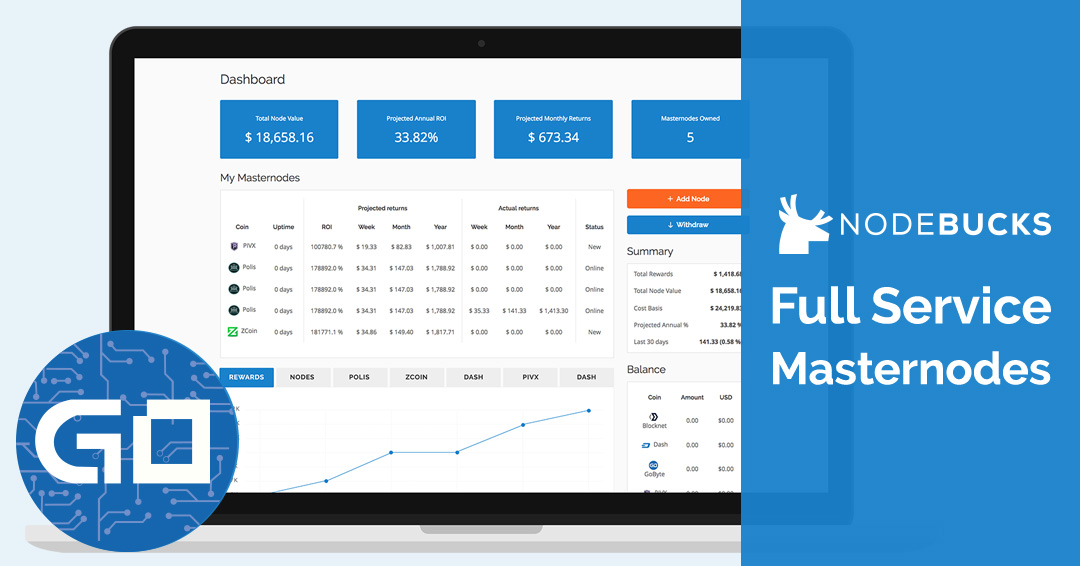 Dashboard
Total Node Value
$ 18,658.16
Projected Annual ROI
33.82%
Projected Monthly Returns
$ 673.34
Masternodes Owned
5
My Masternodes
Projected returns Actual returns
Coin Uptime ROI Week Month Year Week Month Year Status
PIVX 0 days 100780.7 % $ 19.33 $ 82.83 $ 1,007.81 $ 0.00 $ 0.00 $ 0.00 New
Polis 0 days 178892.0 % $ 34.31 $ 147.03 $ 1,788.92 $ 0.00 $ 0.00 $ 0.00 Online
Polis 0 days 178892.0 % $ 34.31 $ 147.03 $ 1,788.92 $ 0.00 $ 0.00 $ 0.00 Online
Polis 0 days 178892.0 % $ 34.31 $ 147.03 $ 1,788.92 $ 35.33 $ 141.33 $ 1,413.30 Online
ZCoin 0 days 181771.1 % $ 34.86 $ 149.40 $ 1,817.71 $ 0.00 $ 0.00 $ 0.00 New
+ Add Node
↓ Withdraw
Summary
Total Rewards $ 1,418.68
Total Node Value $ 18,658.16
Cost Basis $ 24,219.83
Projected Annual % 33.82 %
Last 30 days 141.33 (0.58 %
REWARDS NODES POLIS ZCOIN DASH PIVX DASH
K
K
Balance
Coin Amount USD
Blocknet 0.00 $0.00
Dash 0.00 $0.00
GoByte 0.00 $0.00
PIVX 0.00 $0.00
GO
NODEBUCKS
Full Service
Masternodes